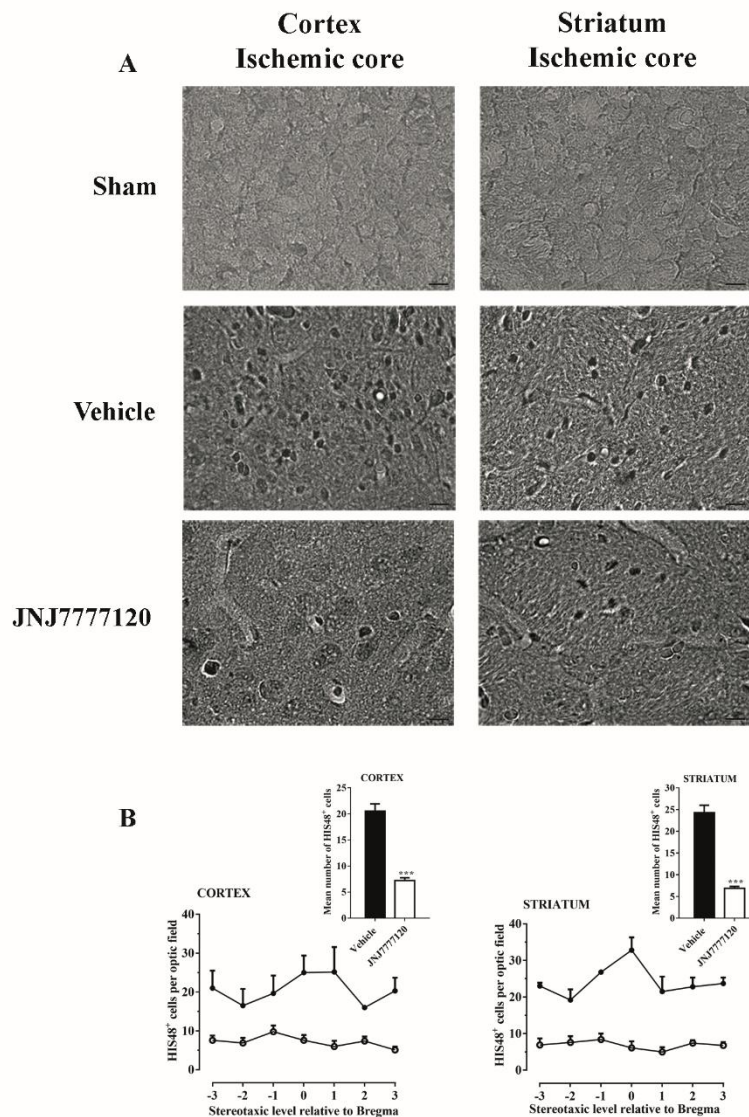 Cortex
Ischemic core
Striatum
Ischemic core
A
Sham
Vehicle
JNJ7777120
B
CORTEX
Mean number of HIS48⁺ cells
25
20
15
10
5
0
***
Vehicle
JNJ7777120
CORTEX
HIS48⁺ cells per optic field
40
30
20
10
0
-3 -2 -1 0 1 2 3
Stereotaxic level relative to Bregma
STRIATUM
Mean number of HIS48⁺ cells
30
25
20
15
10
5
0
***
Vehicle
JNJ7777120
STRIATUM
HIS48⁺ cells per optic field
40
30
20
10
0
-3 -2 -1 0 1 2 3
Stereotaxic level relative to Bregma